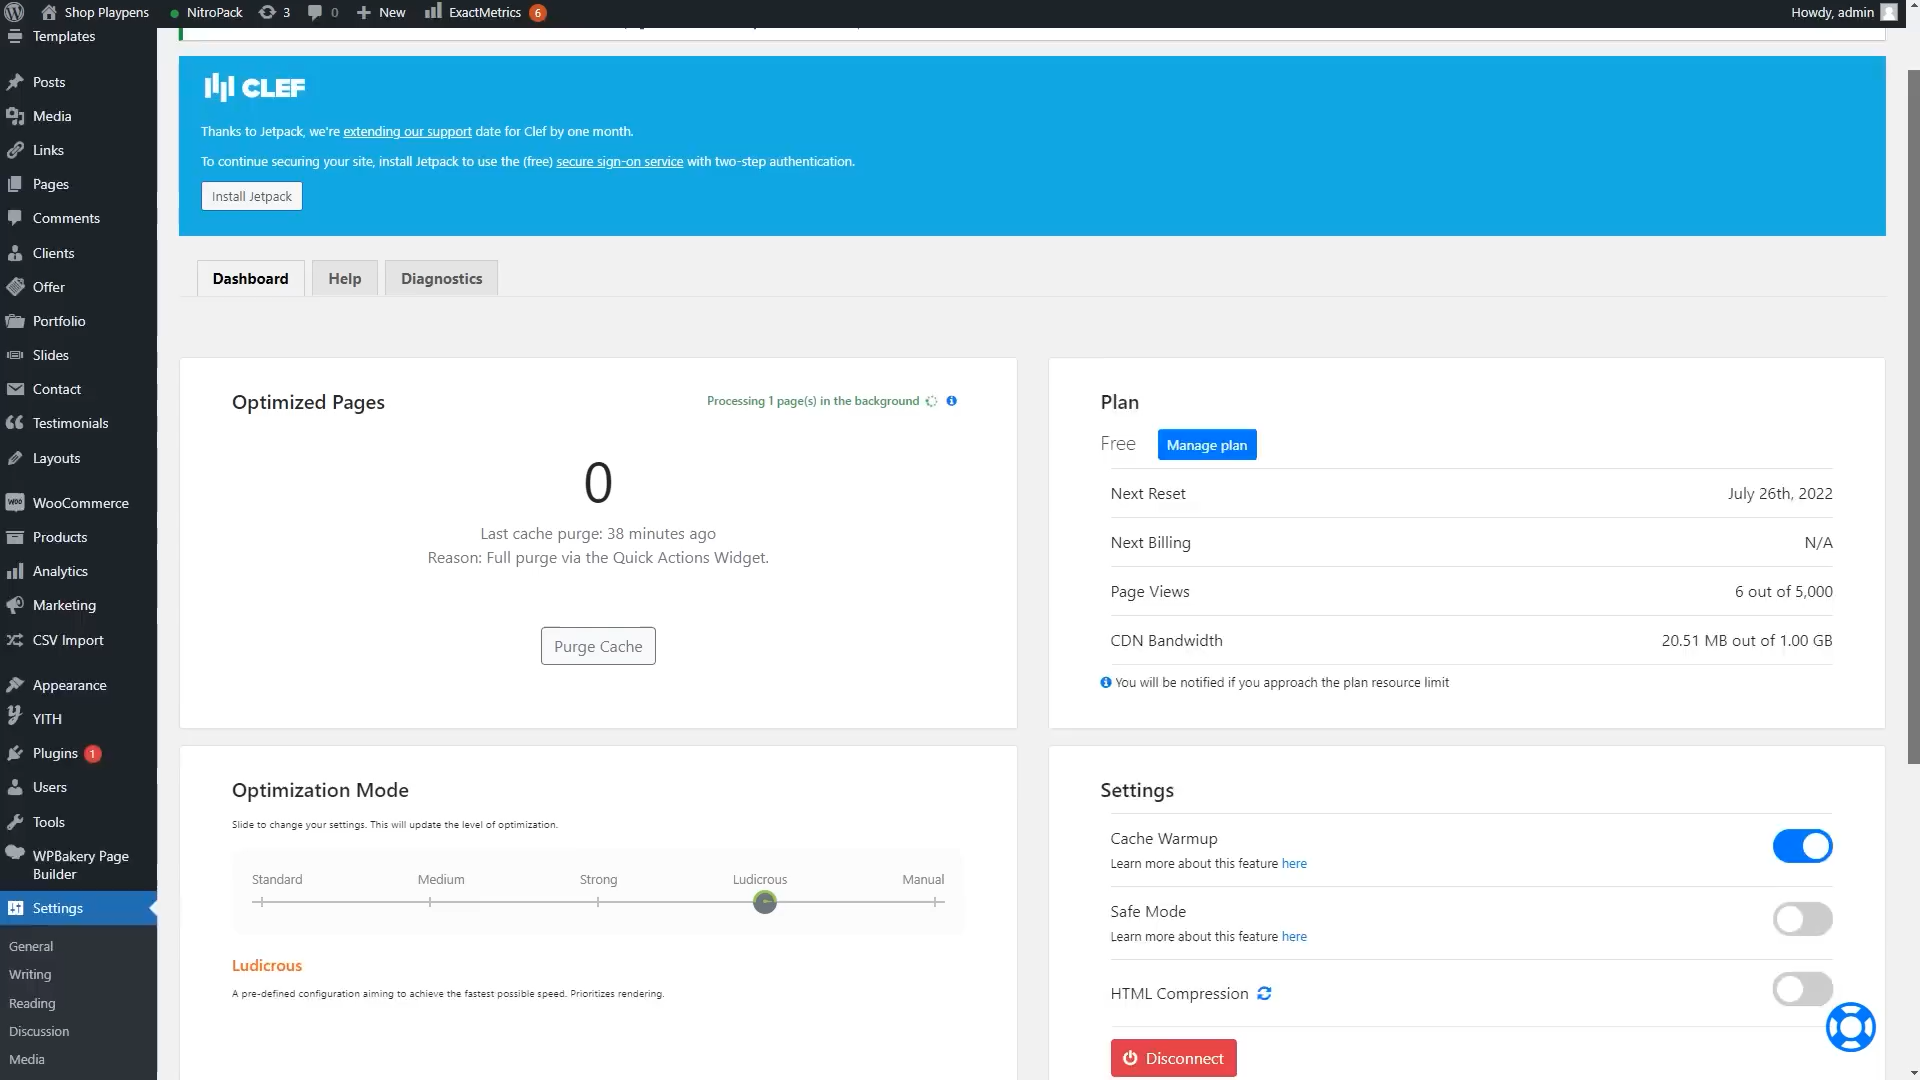 Shop Playpens
NitroPack
3
0
New
ExactMetrics 6
Howdy, admin
Templates
Posts
Media
Links
Pages
Comments
Clients
Offer
Portfolio
Slides
Contact
Testimonials
Layouts
WOO WooCommerce
Products
Analytics
Marketing
CSV Import
Appearance
YITH
Plugins 1
Users
Tools
WPBakery Page
Builder
Settings
General
Writing
Reading
Discussion
Media
CLEF
Thanks to Jetpack, we're extending our support date for Clef by one month.
To continue securing your site, install Jetpack to use the (free) secure sign-on service with two-step authentication.
Install Jetpack
Dashboard
Help
Diagnostics
Optimized Pages
Processing 1 page(s) in the background
0
Last cache purge: 38 minutes ago
Reason: Full purge via the Quick Actions Widget.
Purge Cache
Plan
Free Manage plan
Next Reset July 26th, 2022
Next Billing N/A
Page Views 6 out of 5,000
CDN Bandwidth 20.51 MB out of 1.00 GB
You will be notified if you approach the plan resource limit
Optimization Mode
Slide to change your settings. This will update the level of optimization.
Standard Medium Strong Ludicrous Manual
Ludicrous
A pre-defined configuration aiming to achieve the fastest possible speed. Prioritizes rendering.
Settings
Cache Warmup
Learn more about this feature here
Safe Mode
Learn more about this feature here
HTML Compression
Disconnect